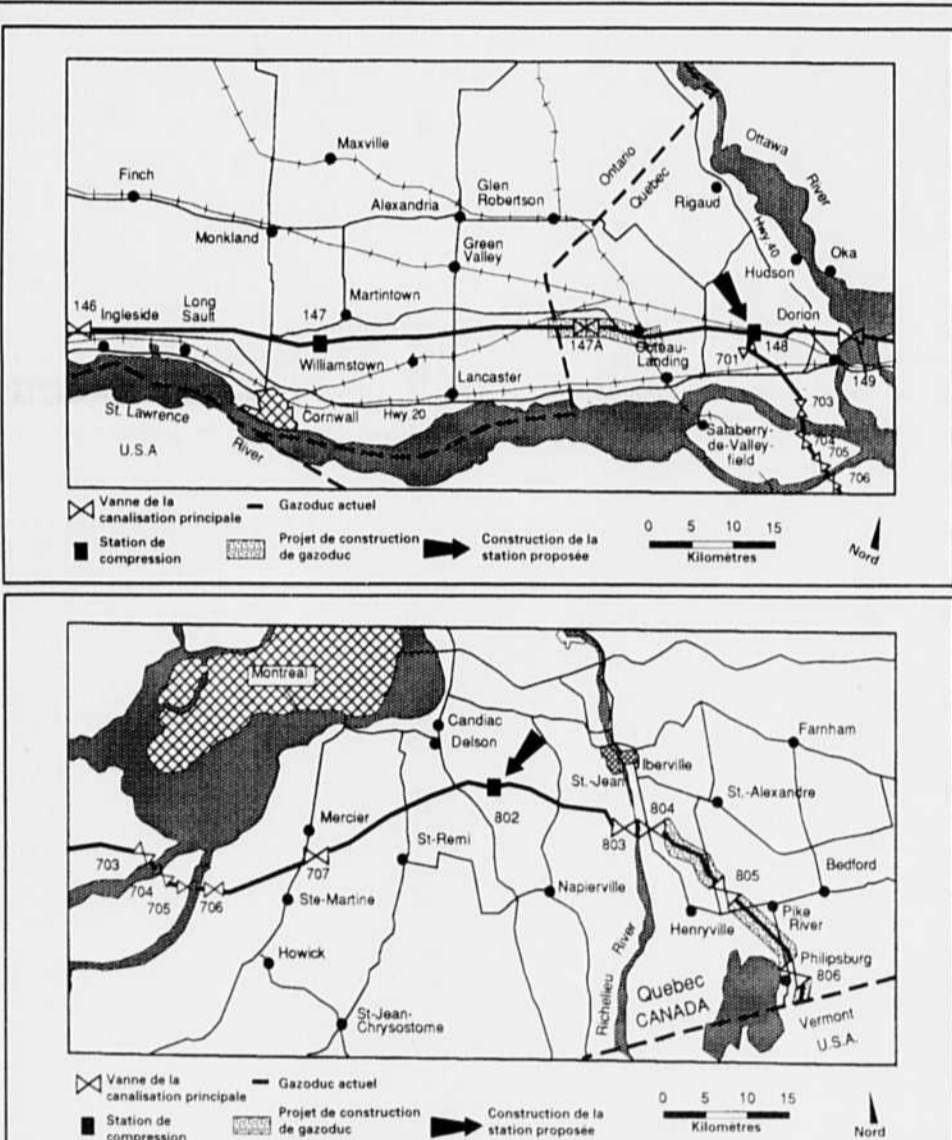 Ottawa
River
Ontario
Quebec
Maxville
Finch
Glen
Robertson
Alexandria
Rigaud
Hwy 40
Monkland
Green
Valley
Oka
Hudson
146
Ingleside
Long
Sault
147
Martintown
Dorion
Williamstown
147A
Coteau-
Landing
701
148
149
Lancaster
Cornwall
Hwy 20
703
St. Lawrence
River
U.S.A
Salaberry-
de-Valley-
field
704
705
706
Vanne de la
canalisation principale
Gazoduc actuel
Station de
compression
Projet de construction
de gazoduc
Construction de la
station proposée
0 5 10 15
Kilomètres
Nord
Montreal
Candiac
Delson
Farnham
Iberville
St.-Jean
St.-Alexandre
Mercier
802
804
803
St-Remi
707
Bedford
703
704
705
706
805
Ste-Martine
Napierville
Pike
River
Henryville
Howick
Richelieu
River
Philipsburg
806
Quebec
CANADA
Vermont
U.S.A.
St-Jean-
Chrysostome
Vanne de la
canalisation principale
Gazoduc actuel
Station de
compression
Projet de construction
de gazoduc
Construction de la
station proposée
0 5 10 15
Kilomètres
Nord